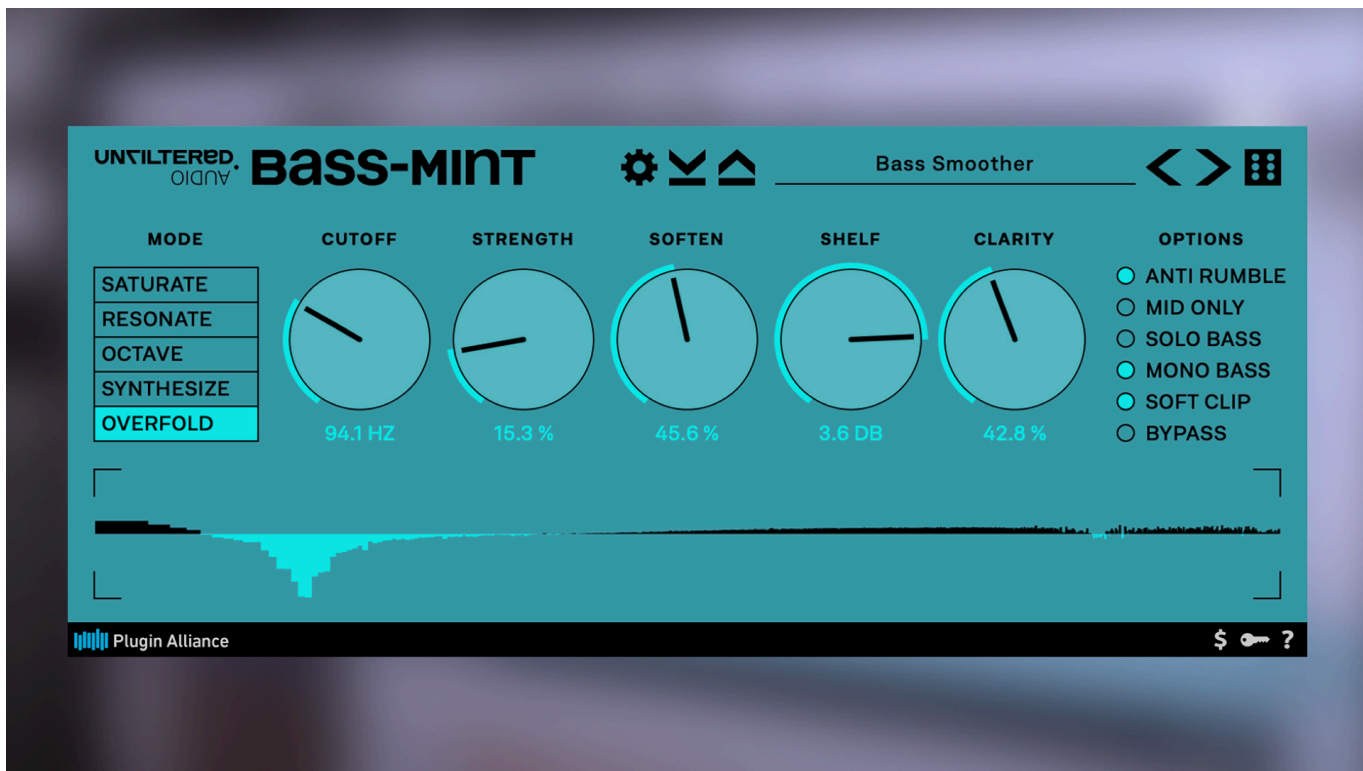 UNFILTERED AUDIO BASS-MINT
Bass Smoother
MODE
SATURATE
RESONATE
OCTAVE
SYNTHESIZE
OVERFOLD
CUTOFF
94.1 HZ
STRENGTH
15.3 %
SOFTEN
45.6 %
SHELF
3.6 DB
CLARITY
42.8 %
OPTIONS
ANTI RUMBLE
MID ONLY
SOLO BASS
MONO BASS
SOFT CLIP
BYPASS
Plugin Alliance
$ ?